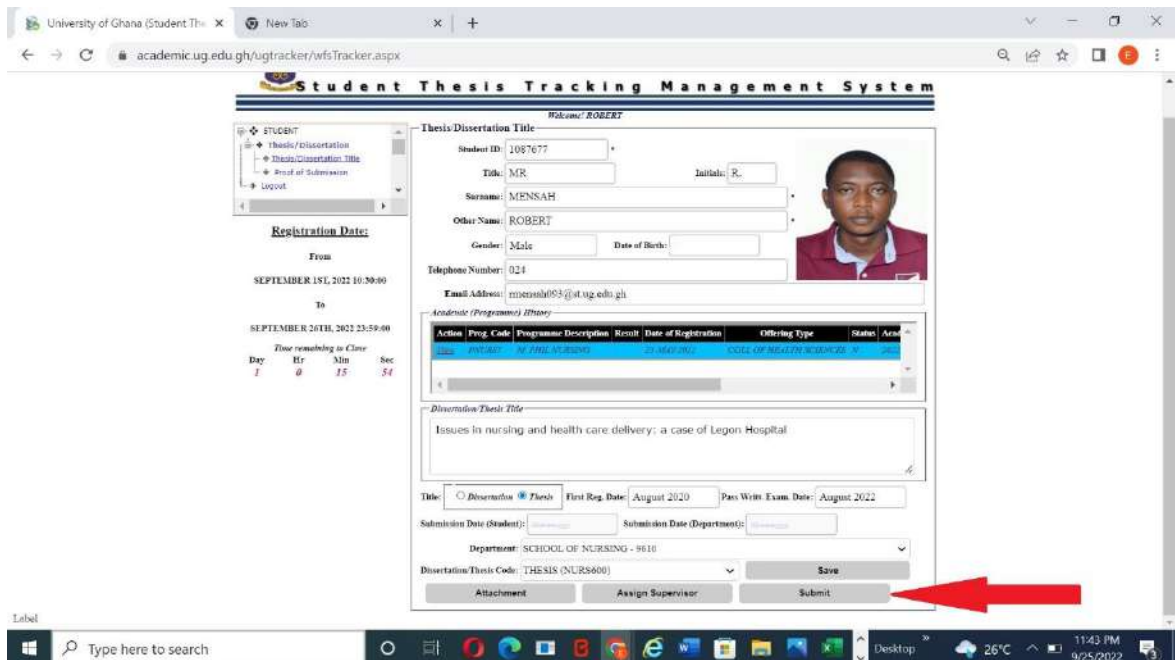 University of Ghana (Student The
New Tab
academic.ug.edu.gh/ugtracker/wfsTracker.aspx
E
Student Thesis Tracking Management System
Welcome! ROBERT
STUDENT
Thesis/Dissertation
Thesis/Dissertation Title
Proof of Submission
Logout
Registration Date:
From
SEPTEMBER 1ST, 2022 10:30:00
To
SEPTEMBER 26TH, 2022 23:59:00
Time remaining to Close
Day Hr Min Sec
1 0 15 54
Thesis/Dissertation Title
Student ID: 1087677 *
Title: MR Initials: R.
Surname: MENSAH *
Other Name: ROBERT *
Gender: Male Date of Birth:
Telephone Number: 024
Email Address: rmensah093@st.ug.edu.gh
Academic (Programme) History
Action Prog. Code Programme Description Result Date of Registration Offering Type Status Acad
M. PHIL NURSING COLL OF HEALTH SCIENCES N
Dissertation/Thesis Title
Issues in nursing and health care delivery: a case of Legon Hospital
Title: Dissertation Thesis First Reg. Date: August 2020 Pass Writt. Exam. Date: August 2022
Submission Date (Student): Submission Date (Department):
Department: SCHOOL OF NURSING - 9610
Dissertation/Thesis Code: THESIS (NURS600) Save
Attachment Assign Supervisor Submit
Label
Type here to search
Desktop
26°C
11:43 PM
9/25/2022